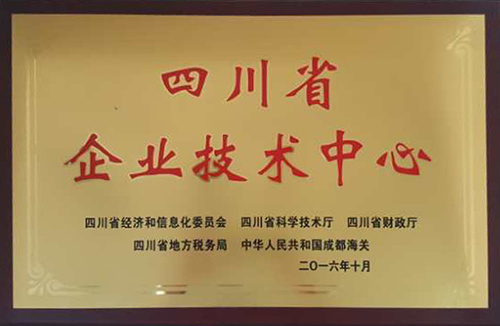 四川省
企业技术中心
四川省经济和信息化委员会 四川省科学技术厅 四川省财政厅
四川省地方税务局 中华人民共和国成都海关
二〇一六年十月